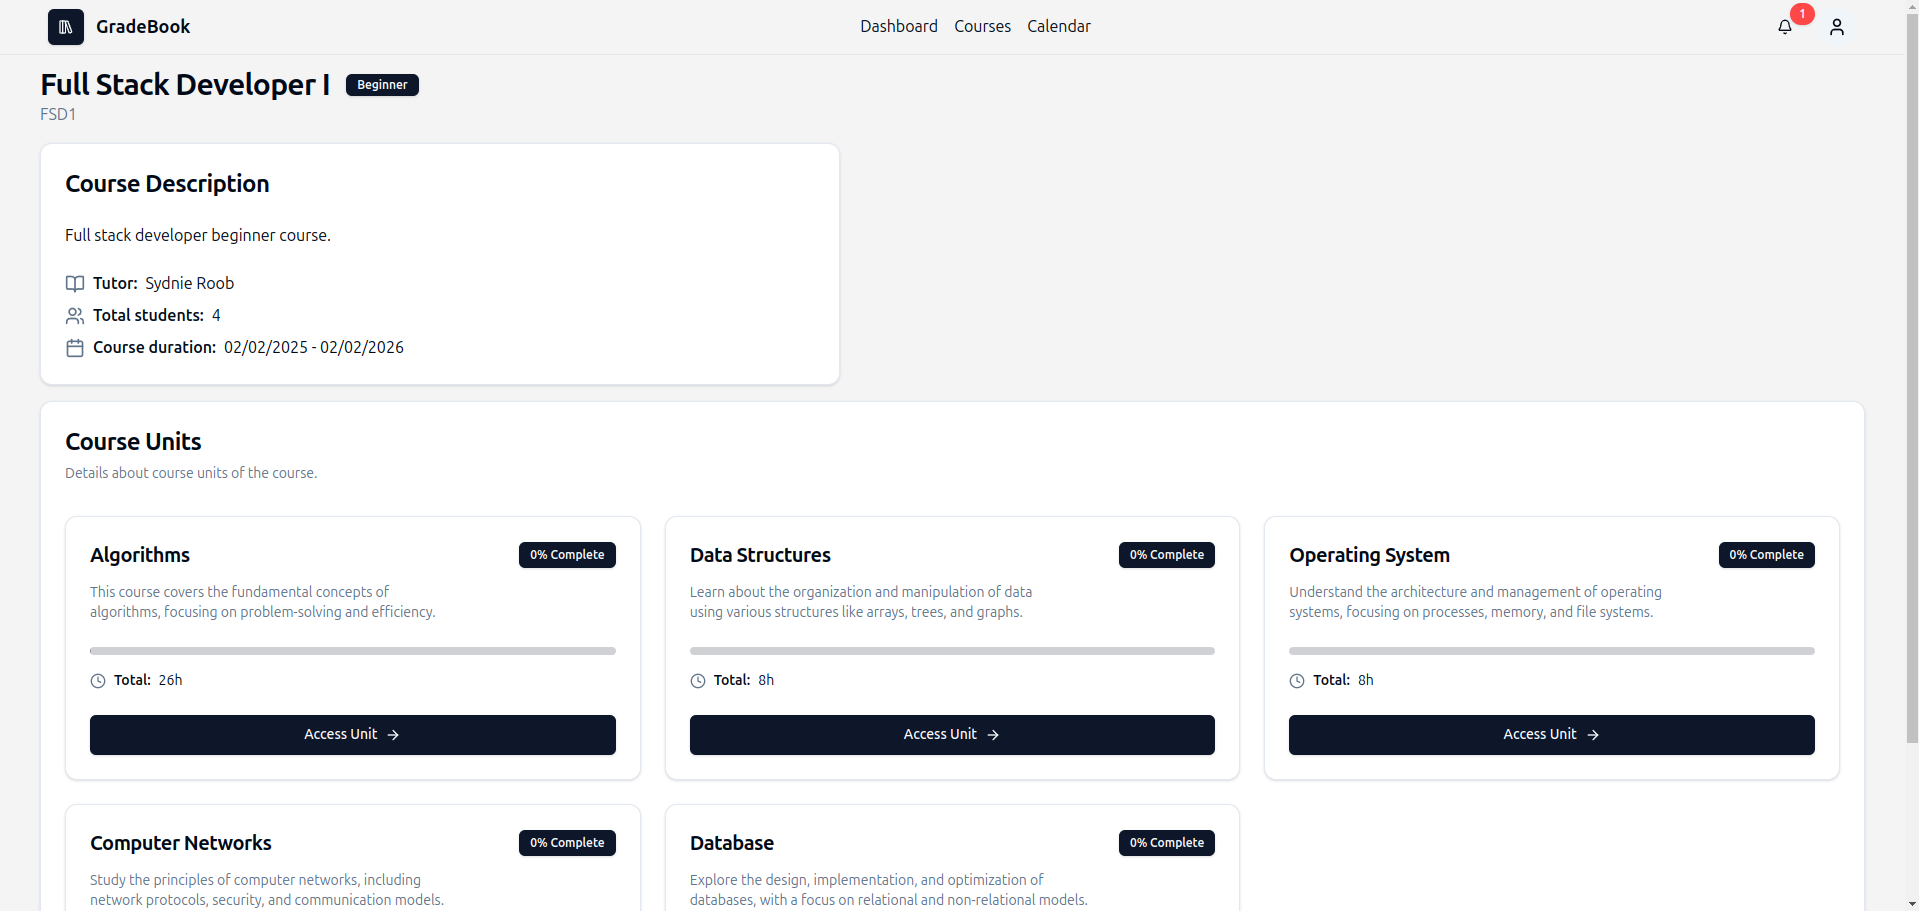 GradeBook
Dashboard Courses Calendar
1
Full Stack Developer I Beginner
FSD1
Course Description
Full stack developer beginner course.
Tutor: Sydnie Roob
Total students: 4
Course duration: 02/02/2025 - 02/02/2026
Course Units
Details about course units of the course.
Algorithms 0% Complete
This course covers the fundamental concepts of
algorithms, focusing on problem-solving and efficiency.
Total: 26h
Access Unit →
Data Structures 0% Complete
Learn about the organization and manipulation of data
using various structures like arrays, trees, and graphs.
Total: 8h
Access Unit →
Operating System 0% Complete
Understand the architecture and management of operating
systems, focusing on processes, memory, and file systems.
Total: 8h
Access Unit →
Computer Networks 0% Complete
Study the principles of computer networks, including
network protocols, security, and communication models.
Database 0% Complete
Explore the design, implementation, and optimization of
databases, with a focus on relational and non-relational models.